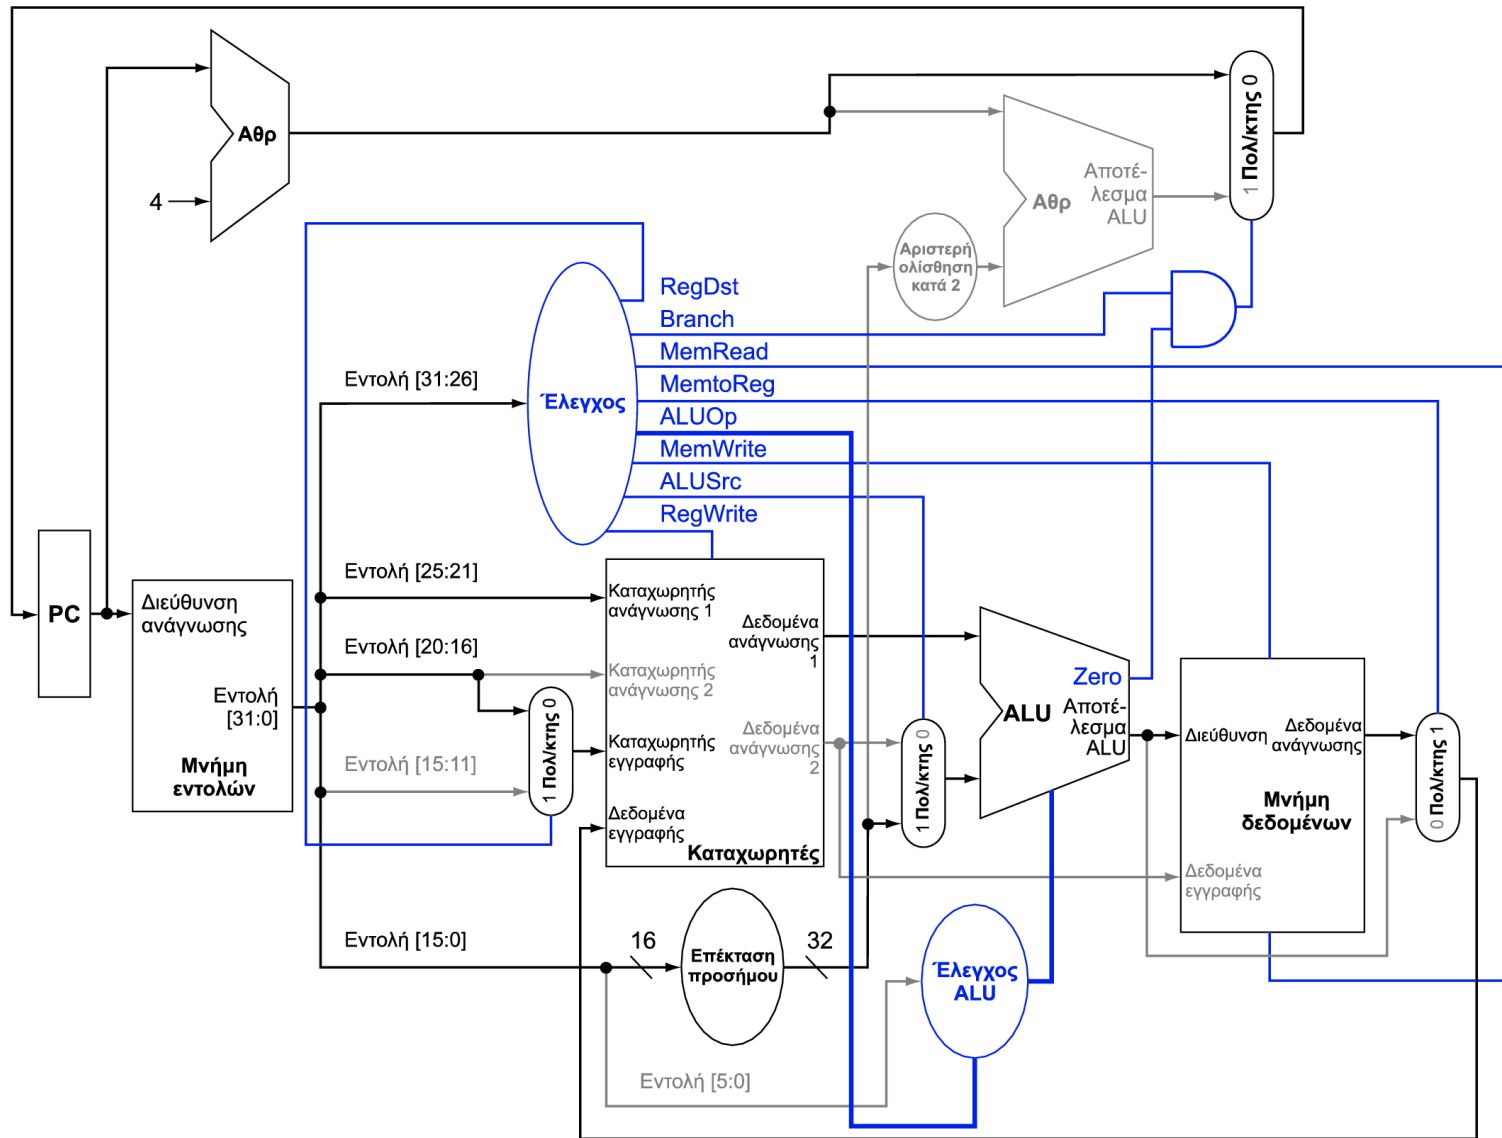 Αθρ
4
1 Πολ/κτης 0
Αποτέ-
λεσμα
ALU
Αθρ
Αριστερή
ολίσθηση
κατά 2
RegDst
Branch
MemRead
MemtoReg
ALUOp
MemWrite
ALUSrc
RegWrite
Έλεγχος
Εντολή [31:26]
Εντολή [25:21]
Εντολή [20:16]
Εντολή [15:11]
Εντολή [15:0]
PC
Διεύθυνση
ανάγνωσης
Εντολή
[31:0]
Μνήμη
εντολών
1 Πολ/κτης 0
Καταχωρητής
ανάγνωσης 1
Καταχωρητής
ανάγνωσης 2
Καταχωρητής
εγγραφής
Δεδομένα
εγγραφής
Δεδομένα
ανάγνωσης
1
Δεδομένα
ανάγνωσης
2
Καταχωρητές
1 Πολ/κτης 0
Zero
ALU
Αποτέ-
λεσμα
ALU
Διεύθυνση
Δεδομένα
ανάγνωσης
Μνήμη
δεδομένων
Δεδομένα
εγγραφής
0 Πολ/κτης 1
16
Επέκταση
προσήμου
32
Έλεγχος
ALU
Εντολή [5:0]